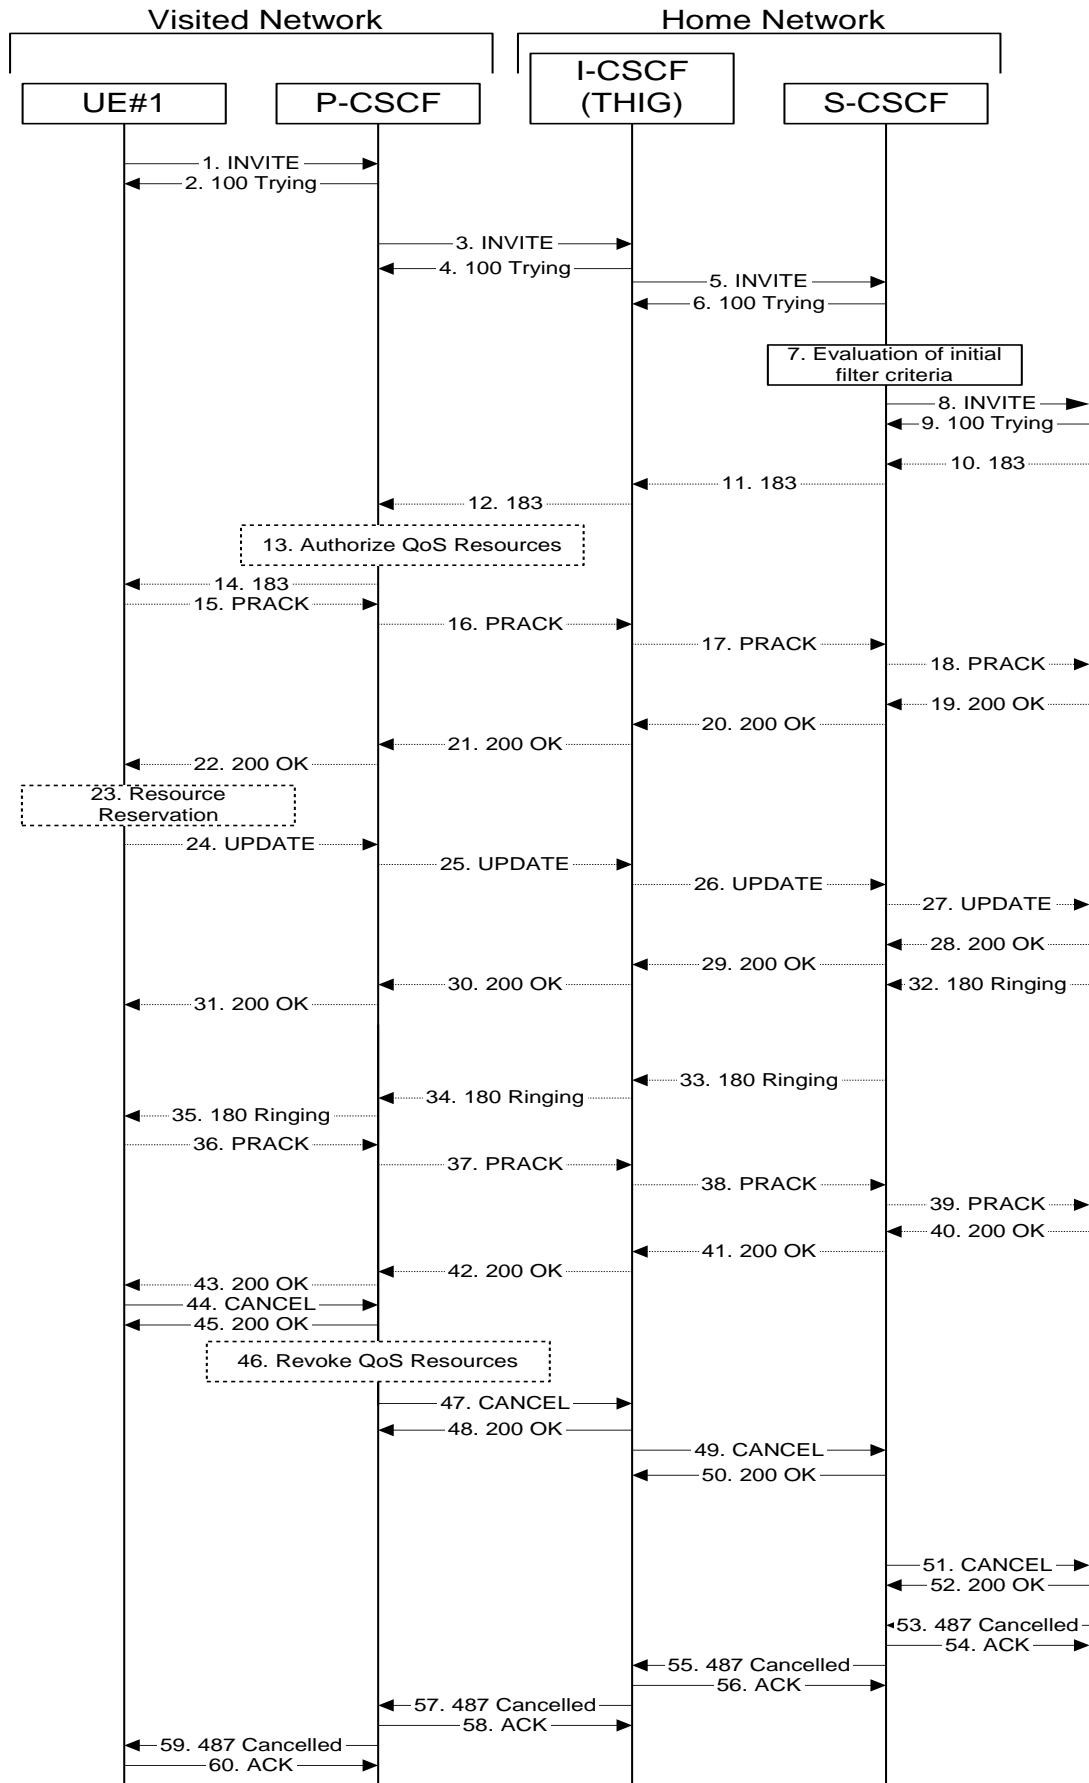 Visited Network
Home Network
UE#1
P-CSCF
I-CSCF
(THIG)
S-CSCF
1. INVITE
2. 100 Trying
3. INVITE
4. 100 Trying
5. INVITE
6. 100 Trying
7. Evaluation of initial
filter criteria
8. INVITE
9. 100 Trying
10. 183
11. 183
12. 183
13. Authorize QoS Resources
14. 183
15. PRACK
16. PRACK
17. PRACK
18. PRACK
19. 200 OK
20. 200 OK
21. 200 OK
22. 200 OK
23. Resource
Reservation
24. UPDATE
25. UPDATE
26. UPDATE
27. UPDATE
28. 200 OK
29. 200 OK
30. 200 OK
31. 200 OK
32. 180 Ringing
33. 180 Ringing
34. 180 Ringing
35. 180 Ringing
36. PRACK
37. PRACK
38. PRACK
39. PRACK
40. 200 OK
41. 200 OK
42. 200 OK
43. 200 OK
44. CANCEL
45. 200 OK
46. Revoke QoS Resources
47. CANCEL
48. 200 OK
49. CANCEL
50. 200 OK
51. CANCEL
52. 200 OK
53. 487 Cancelled
54. ACK
55. 487 Cancelled
56. ACK
57. 487 Cancelled
58. ACK
59. 487 Cancelled
60. ACK